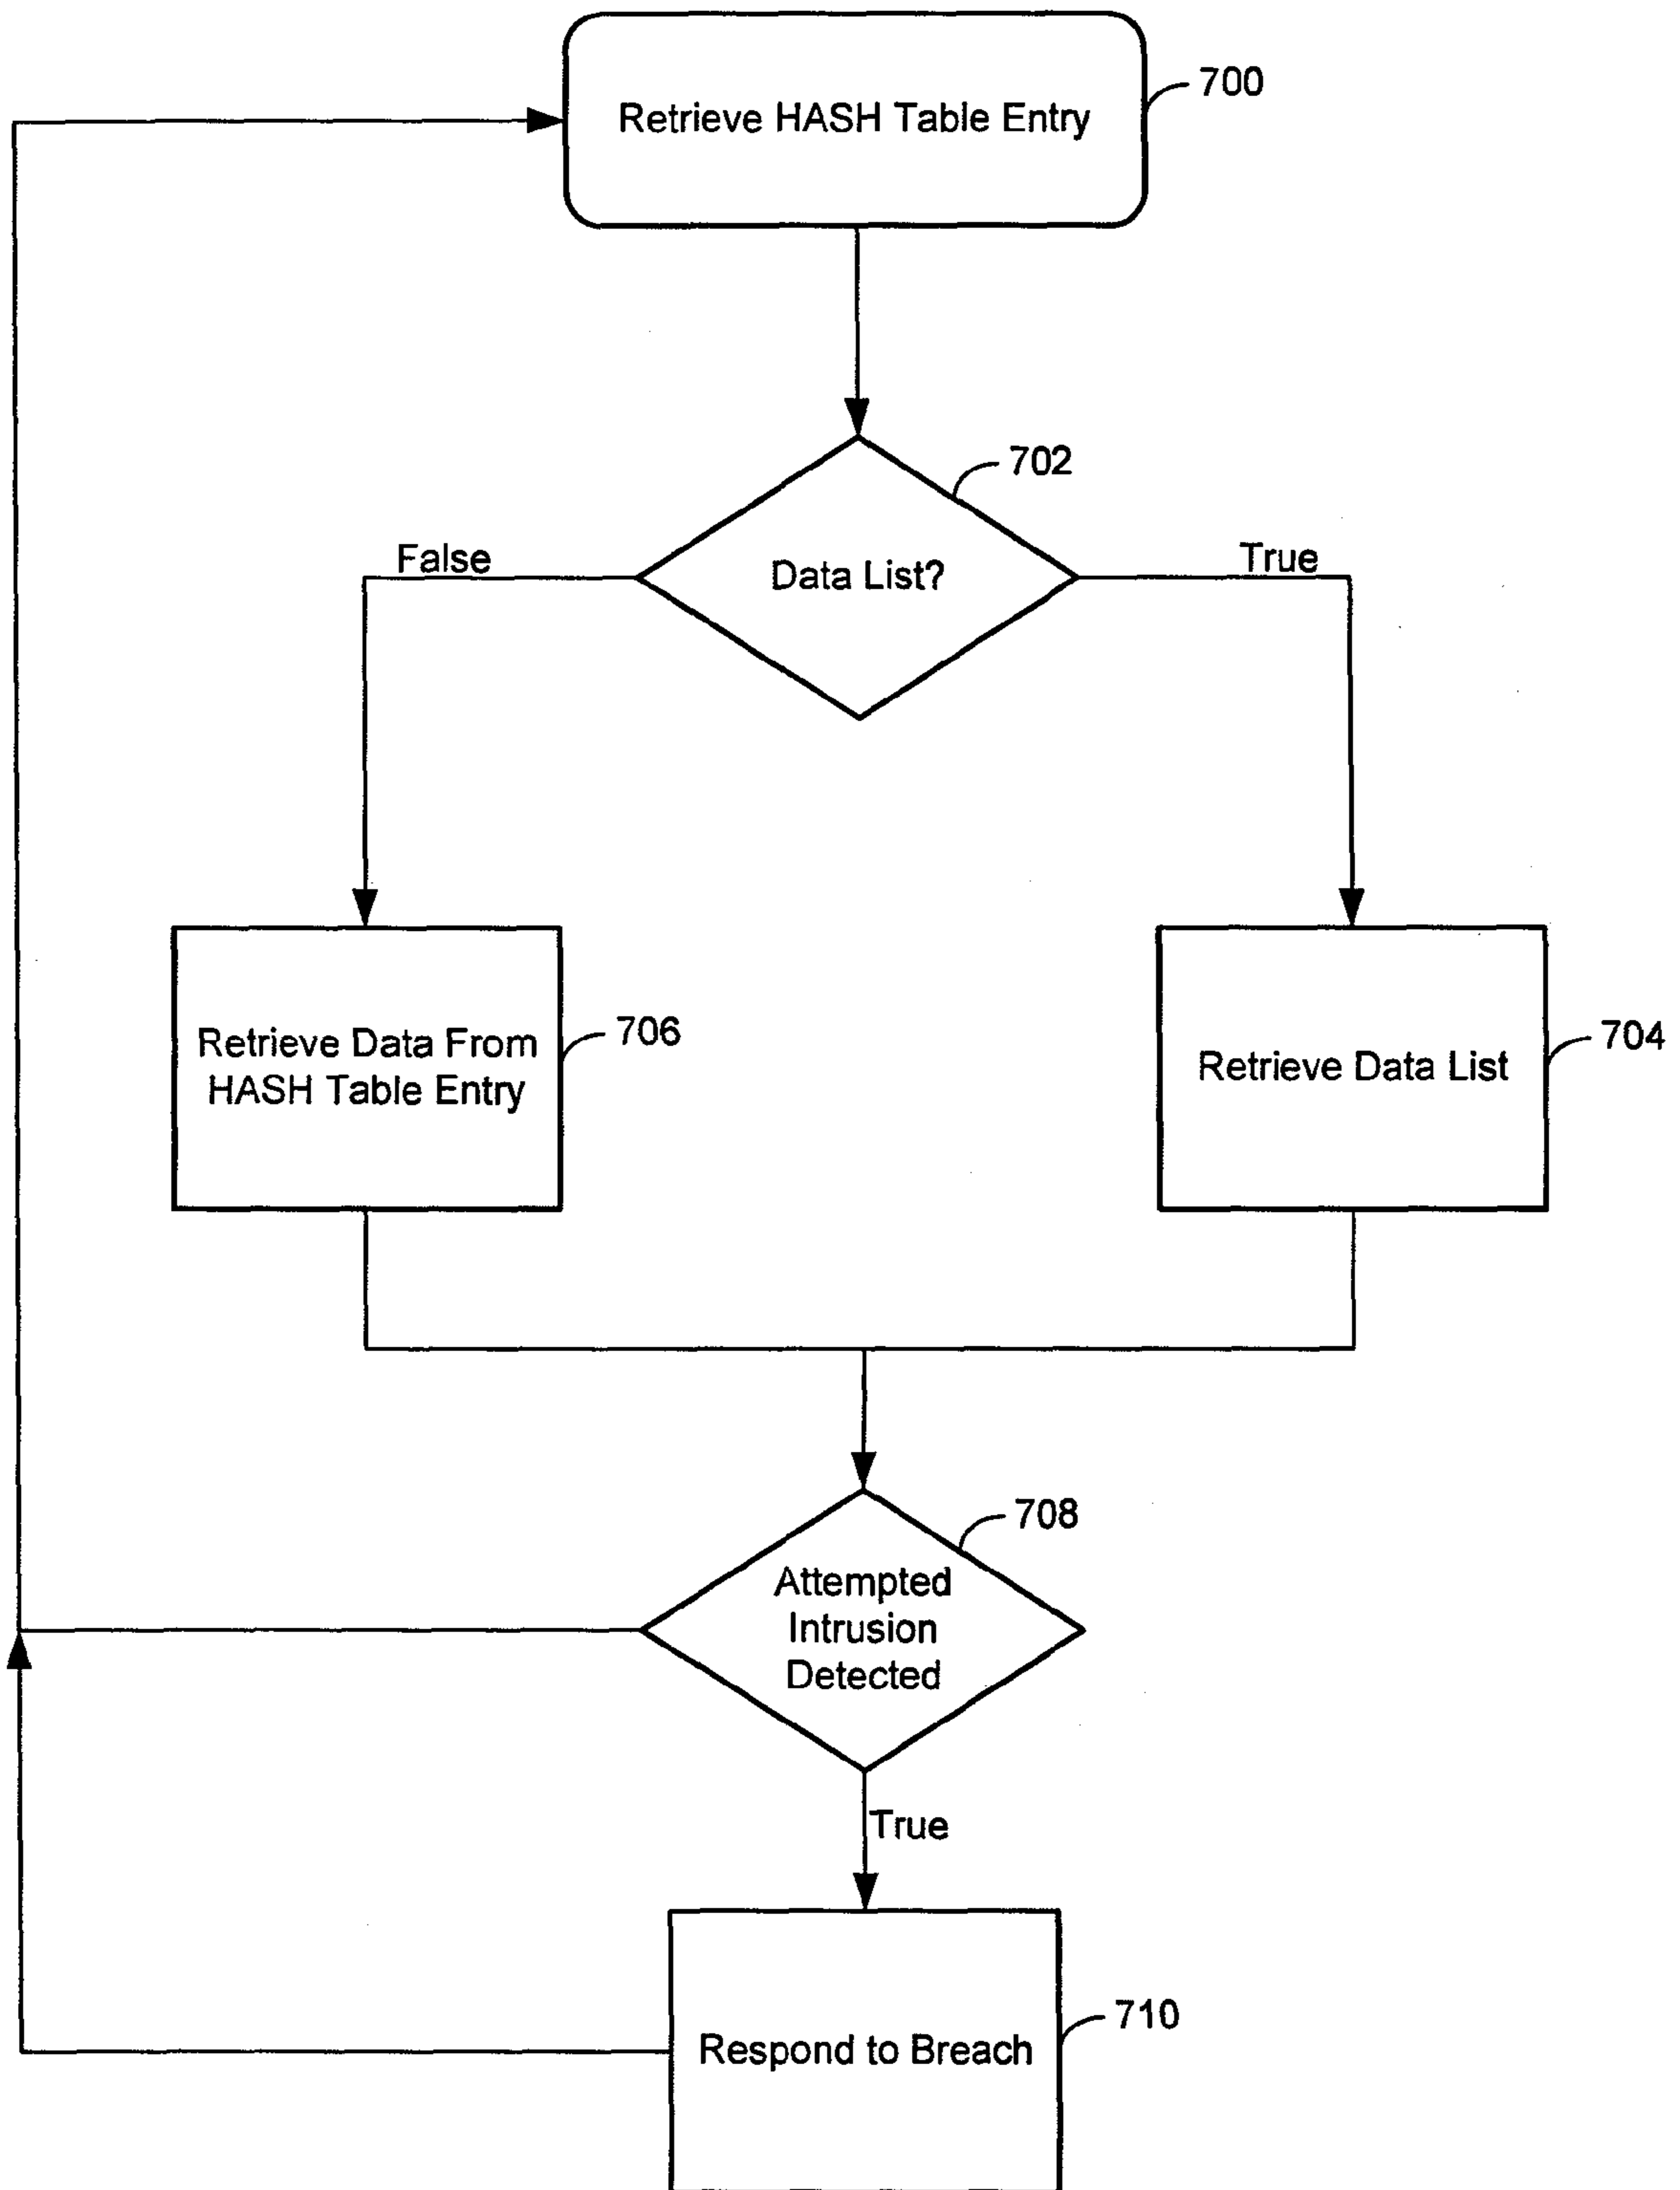 Retrieve HASH Table Entry
700
702
False
Data List?
True
Retrieve Data From
HASH Table Entry
706
Retrieve Data List
704
708
Attempted
Intrusion
Detected
True
Respond to Breach
710